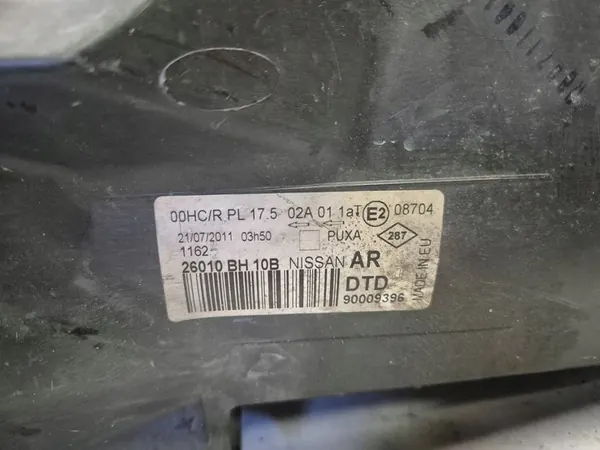 00HC/R PL 17.5 02A 01 1aT E2 08704
21/07/2011 03h50 PUXA 287
1162-
26010 BH 10B NISSAN AR
DTD
90009396
MADE IN EU